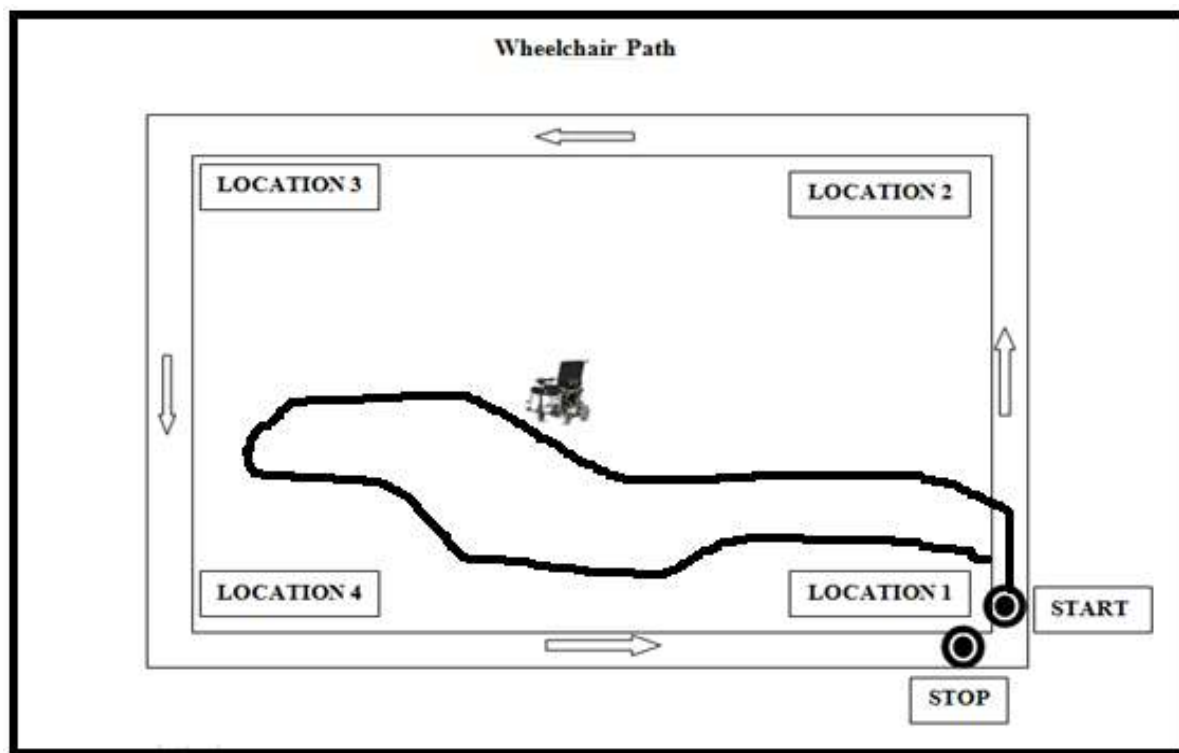 Wheelchair Path
LOCATION 3
LOCATION 2
LOCATION 4
LOCATION 1
START
STOP